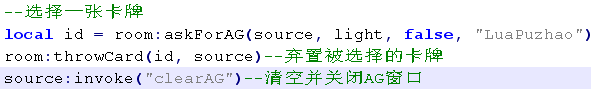 --选择一张卡牌
local id = room:askForAG(source, light, false, "LuaPuzhao")
room:throwCard(id, source)--弃置被选择的卡牌
source:invoke("clearAG")--清空并关闭AG窗口